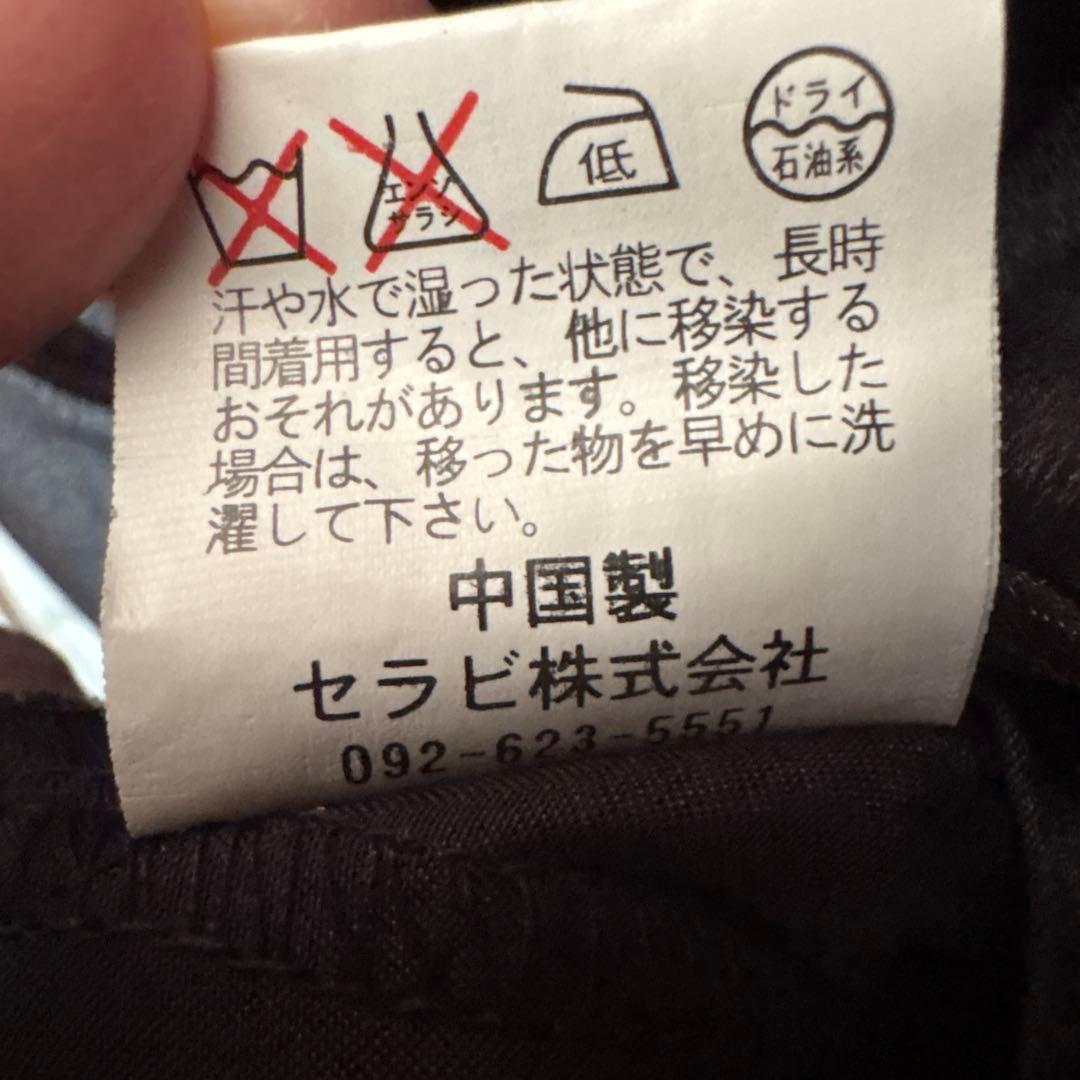 エンソ
サラシ
低
ドライ
石油系
汗や水で湿った状態で、長時
間着用すると、他に移染する
おそれがあります。移染した
場合は、移った物を早めに洗
濯して下さい。
中国製
セラビ株式会社
092-623-5551